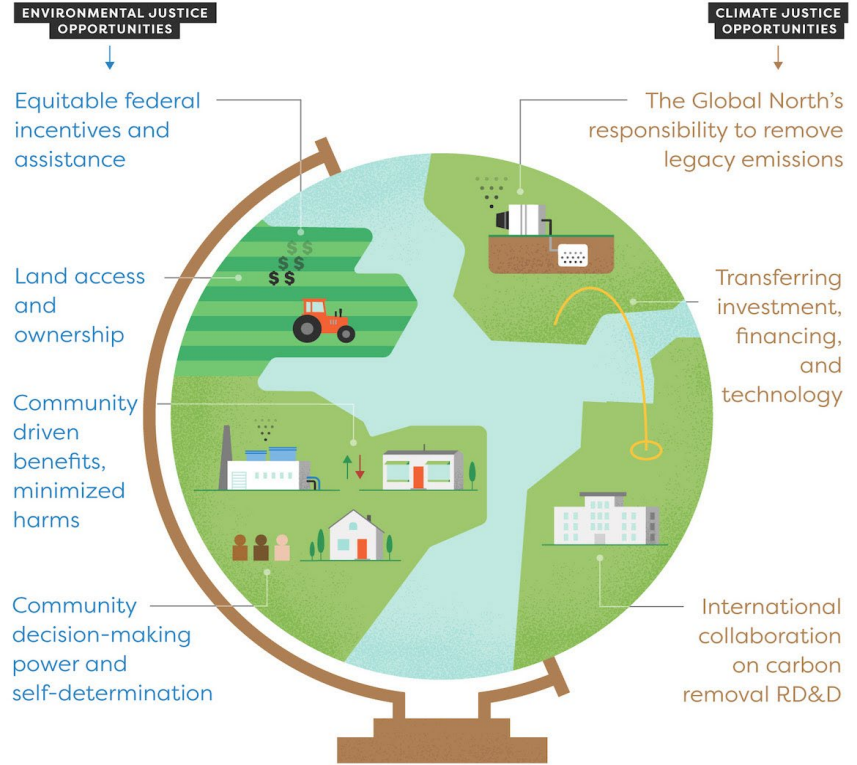 ENVIRONMENTAL JUSTICE
OPPORTUNITIES
Equitable federal
incentives and
assistance
Land access
and
ownership
Community
driven
benefits,
minimized
harms
Community
decision-making
power and
self-determination
$ $
$ $
$ $
CLIMATE JUSTICE
OPPORTUNITIES
The Global North’s
responsibility to remove
legacy emissions
Transferring
investment,
financing,
and
technology
International
collaboration
on carbon
removal RD&D